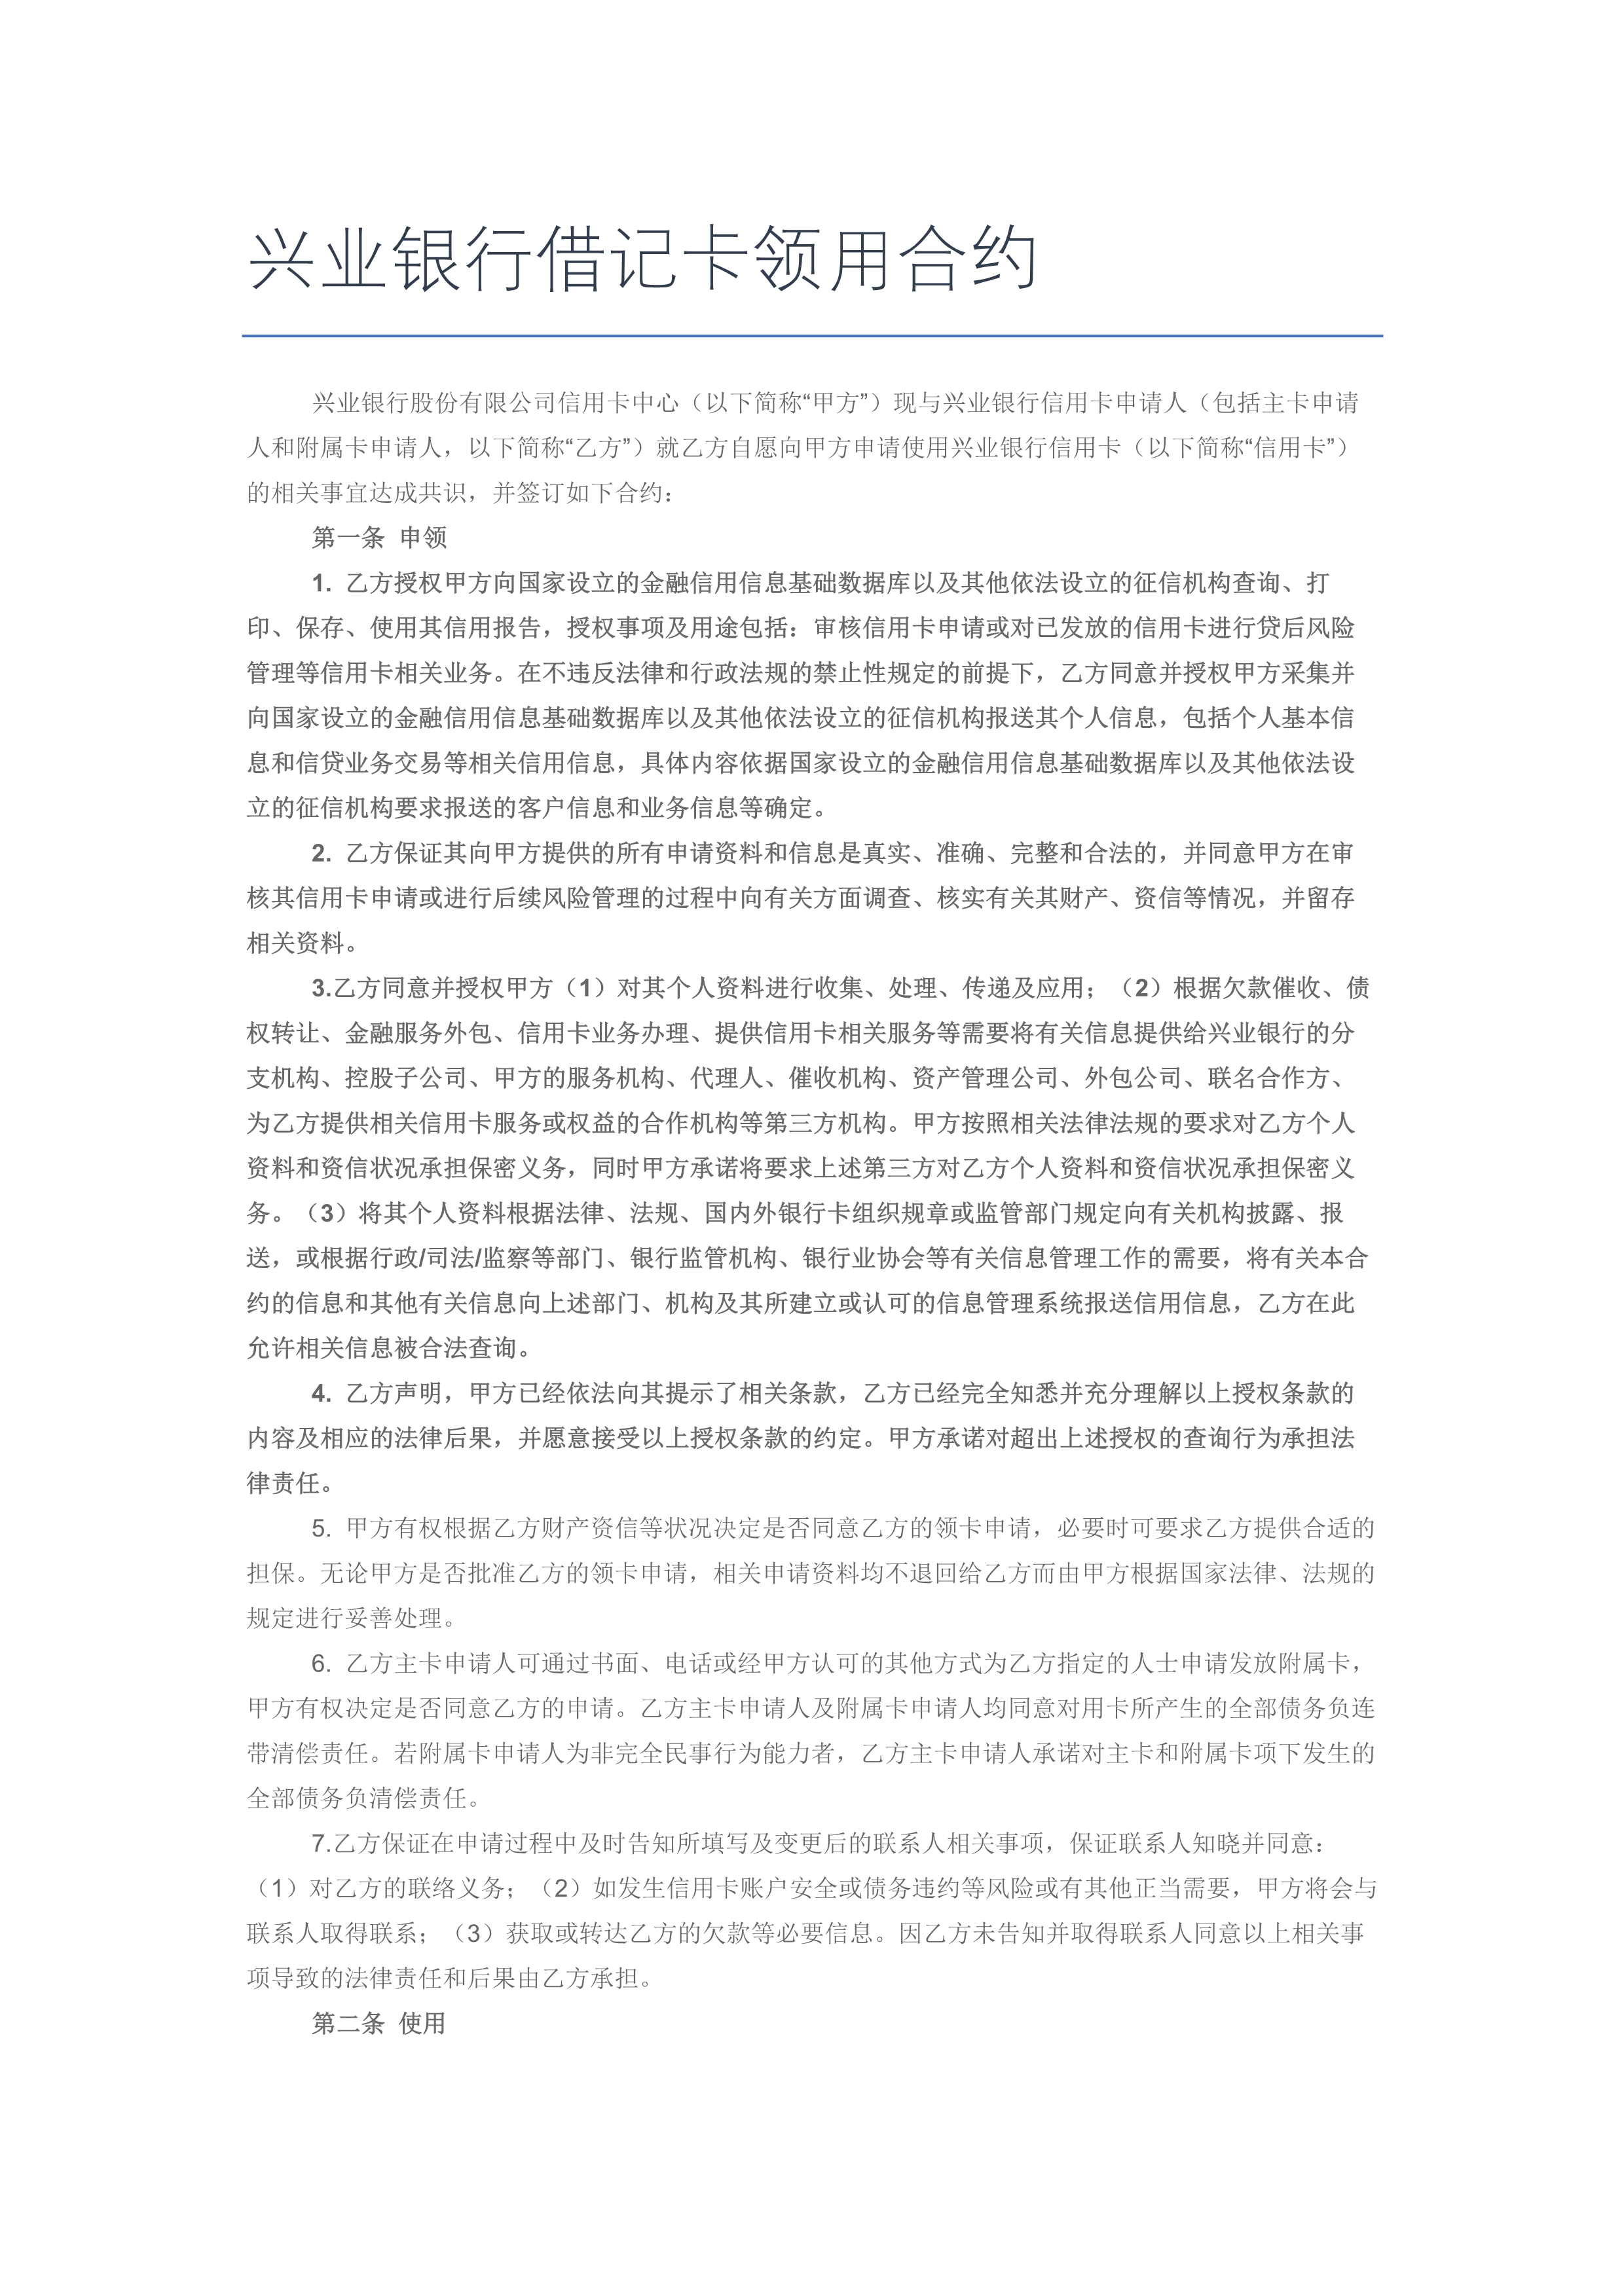 兴业银行借记卡领用合约
兴业银行股份有限公司信用卡中心（以下简称“甲方”）现与兴业银行信用卡申请人（包括主卡申请
人和附属卡申请人，以下简称“乙方”）就乙方自愿向甲方申请使用兴业银行信用卡（以下简称“信用卡”）
的相关事宜达成共识，并签订如下合约：
第一条 申领
1. 乙方授权甲方向国家设立的金融信用信息基础数据库以及其他依法设立的征信机构查询、打
印、保存、使用其信用报告，授权事项及用途包括：审核信用卡申请或对已发放的信用卡进行贷后风险
管理等信用卡相关业务。在不违反法律和行政法规的禁止性规定的前提下，乙方同意并授权甲方采集并
向国家设立的金融信用信息基础数据库以及其他依法设立的征信机构报送其个人信息，包括个人基本信
息和信贷业务交易等相关信用信息，具体内容依据国家设立的金融信用信息基础数据库以及其他依法设
立的征信机构要求报送的客户信息和业务信息等确定。
2. 乙方保证其向甲方提供的所有申请资料和信息是真实、准确、完整和合法的，并同意甲方在审
核其信用卡申请或进行后续风险管理的过程中向有关方面调查、核实有关其财产、资信等情况，并留存
相关资料。
3.乙方同意并授权甲方（1）对其个人资料进行收集、处理、传递及应用；（2）根据欠款催收、债
权转让、金融服务外包、信用卡业务办理、提供信用卡相关服务等需要将有关信息提供给兴业银行的分
支机构、控股子公司、甲方的服务机构、代理人、催收机构、资产管理公司、外包公司、联名合作方、
为乙方提供相关信用卡服务或权益的合作机构等第三方机构。甲方按照相关法律法规的要求对乙方个人
资料和资信状况承担保密义务，同时甲方承诺将要求上述第三方对乙方个人资料和资信状况承担保密义
务。（3）将其个人资料根据法律、法规、国内外银行卡组织规章或监管部门规定向有关机构披露、报
送，或根据行政/司法/监察等部门、银行监管机构、银行业协会等有关信息管理工作的需要，将有关本合
约的信息和其他有关信息向上述部门、机构及其所建立或认可的信息管理系统报送信用信息，乙方在此
允许相关信息被合法查询。
4. 乙方声明，甲方已经依法向其提示了相关条款，乙方已经完全知悉并充分理解以上授权条款的
内容及相应的法律后果，并愿意接受以上授权条款的约定。甲方承诺对超出上述授权的查询行为承担法
律责任。
5. 甲方有权根据乙方财产资信等状况决定是否同意乙方的领卡申请，必要时可要求乙方提供合适的
担保。无论甲方是否批准乙方的领卡申请，相关申请资料均不退回给乙方而由甲方根据国家法律、法规的
规定进行妥善处理。
6. 乙方主卡申请人可通过书面、电话或经甲方认可的其他方式为乙方指定的人士申请发放附属卡，
甲方有权决定是否同意乙方的申请。乙方主卡申请人及附属卡申请人均同意对用卡所产生的全部债务负连
带清偿责任。若附属卡申请人为非完全民事行为能力者，乙方主卡申请人承诺对主卡和附属卡项下发生的
全部债务负清偿责任。
7.乙方保证在申请过程中及时告知所填写及变更后的联系人相关事项，保证联系人知晓并同意：
（1）对乙方的联络义务；（2）如发生信用卡账户安全或债务违约等风险或有其他正当需要，甲方将会与
联系人取得联系；（3）获取或转达乙方的欠款等必要信息。因乙方未告知并取得联系人同意以上相关事
项导致的法律责任和后果由乙方承担。
第二条 使用